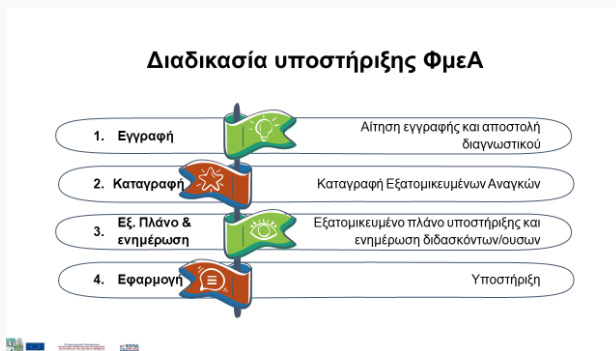 Διαδικασία υποστήριξης ΦμεΑ
1. Εγγραφή
Αίτηση εγγραφής και αποστολή
διαγνωστικού
2. Καταγραφή
Καταγραφή Εξατομικευμένων Αναγκών
3. Εξ. Πλάνο &
ενημέρωση
Εξατομικευμένο πλάνο υποστήριξης και
ενημέρωση διδασκόντων/ουσων
4. Εφαρμογή
Υποστήριξη